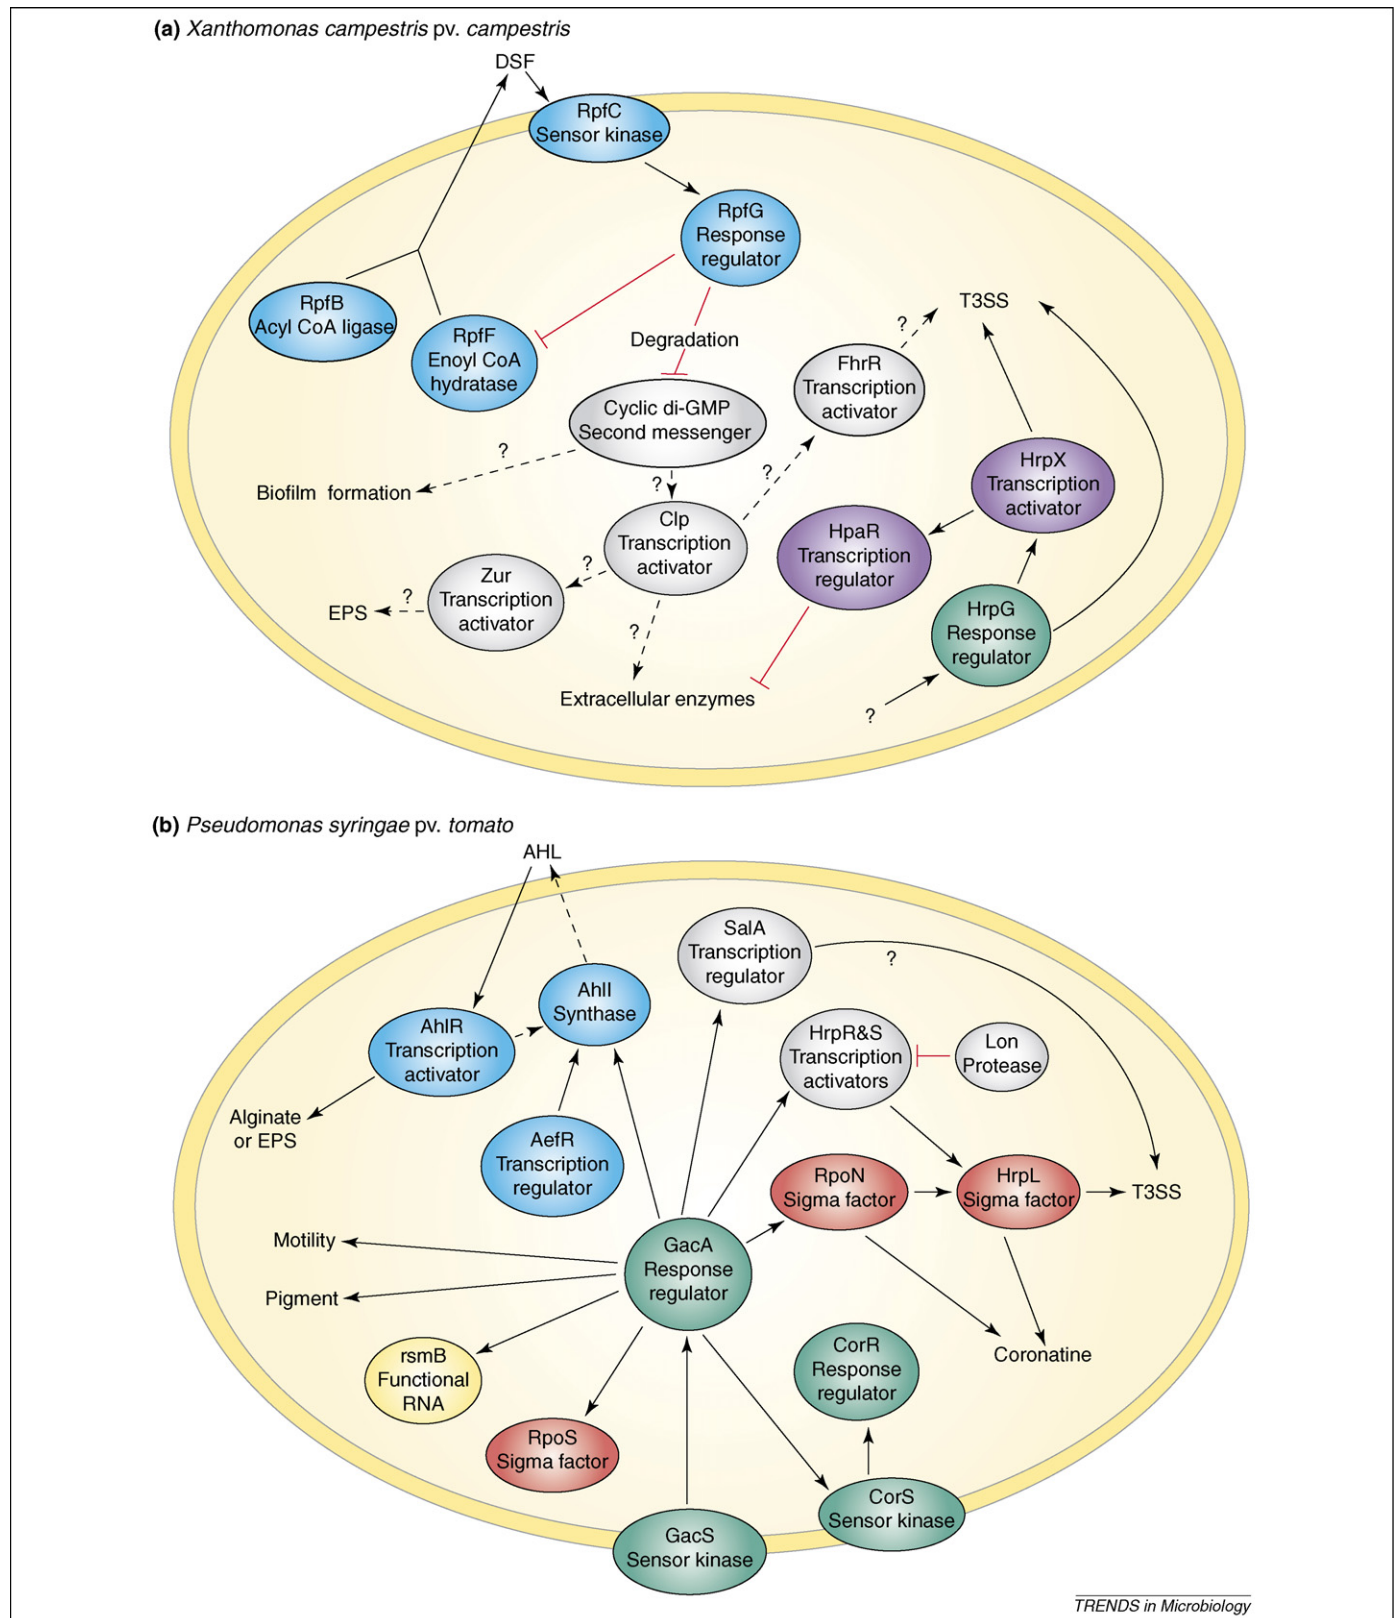 (a) Xanthomonas campestris pv. campestris
DSF
RpfC
Sensor kinase
RpfG
Response
regulator
RpfB
Acyl CoA ligase
RpfF
Enoyl CoA
hydratase
Degradation
T3SS
?
FhrR
Transcription
activator
Cyclic di-GMP
Second messenger
?
Biofilm formation
?
?
HrpX
Transcription
activator
Clp
Transcription
activator
HpaR
Transcription
regulator
?
Zur
Transcription
activator
?
EPS
HrpG
Response
regulator
?
Extracellular enzymes
?
(b) Pseudomonas syringae pv. tomato
AHL
SalA
Transcription
regulator
?
AhlI
Synthase
AhlR
Transcription
activator
HrpR&S
Transcription
activators
Lon
Protease
Alginate
or EPS
AefR
Transcription
regulator
RpoN
Sigma factor
HrpL
Sigma factor
T3SS
Motility
GacA
Response
regulator
Pigment
rsmB
Functional
RNA
CorR
Response
regulator
Coronatine
RpoS
Sigma factor
CorS
Sensor kinase
GacS
Sensor kinase
TRENDS in Microbiology